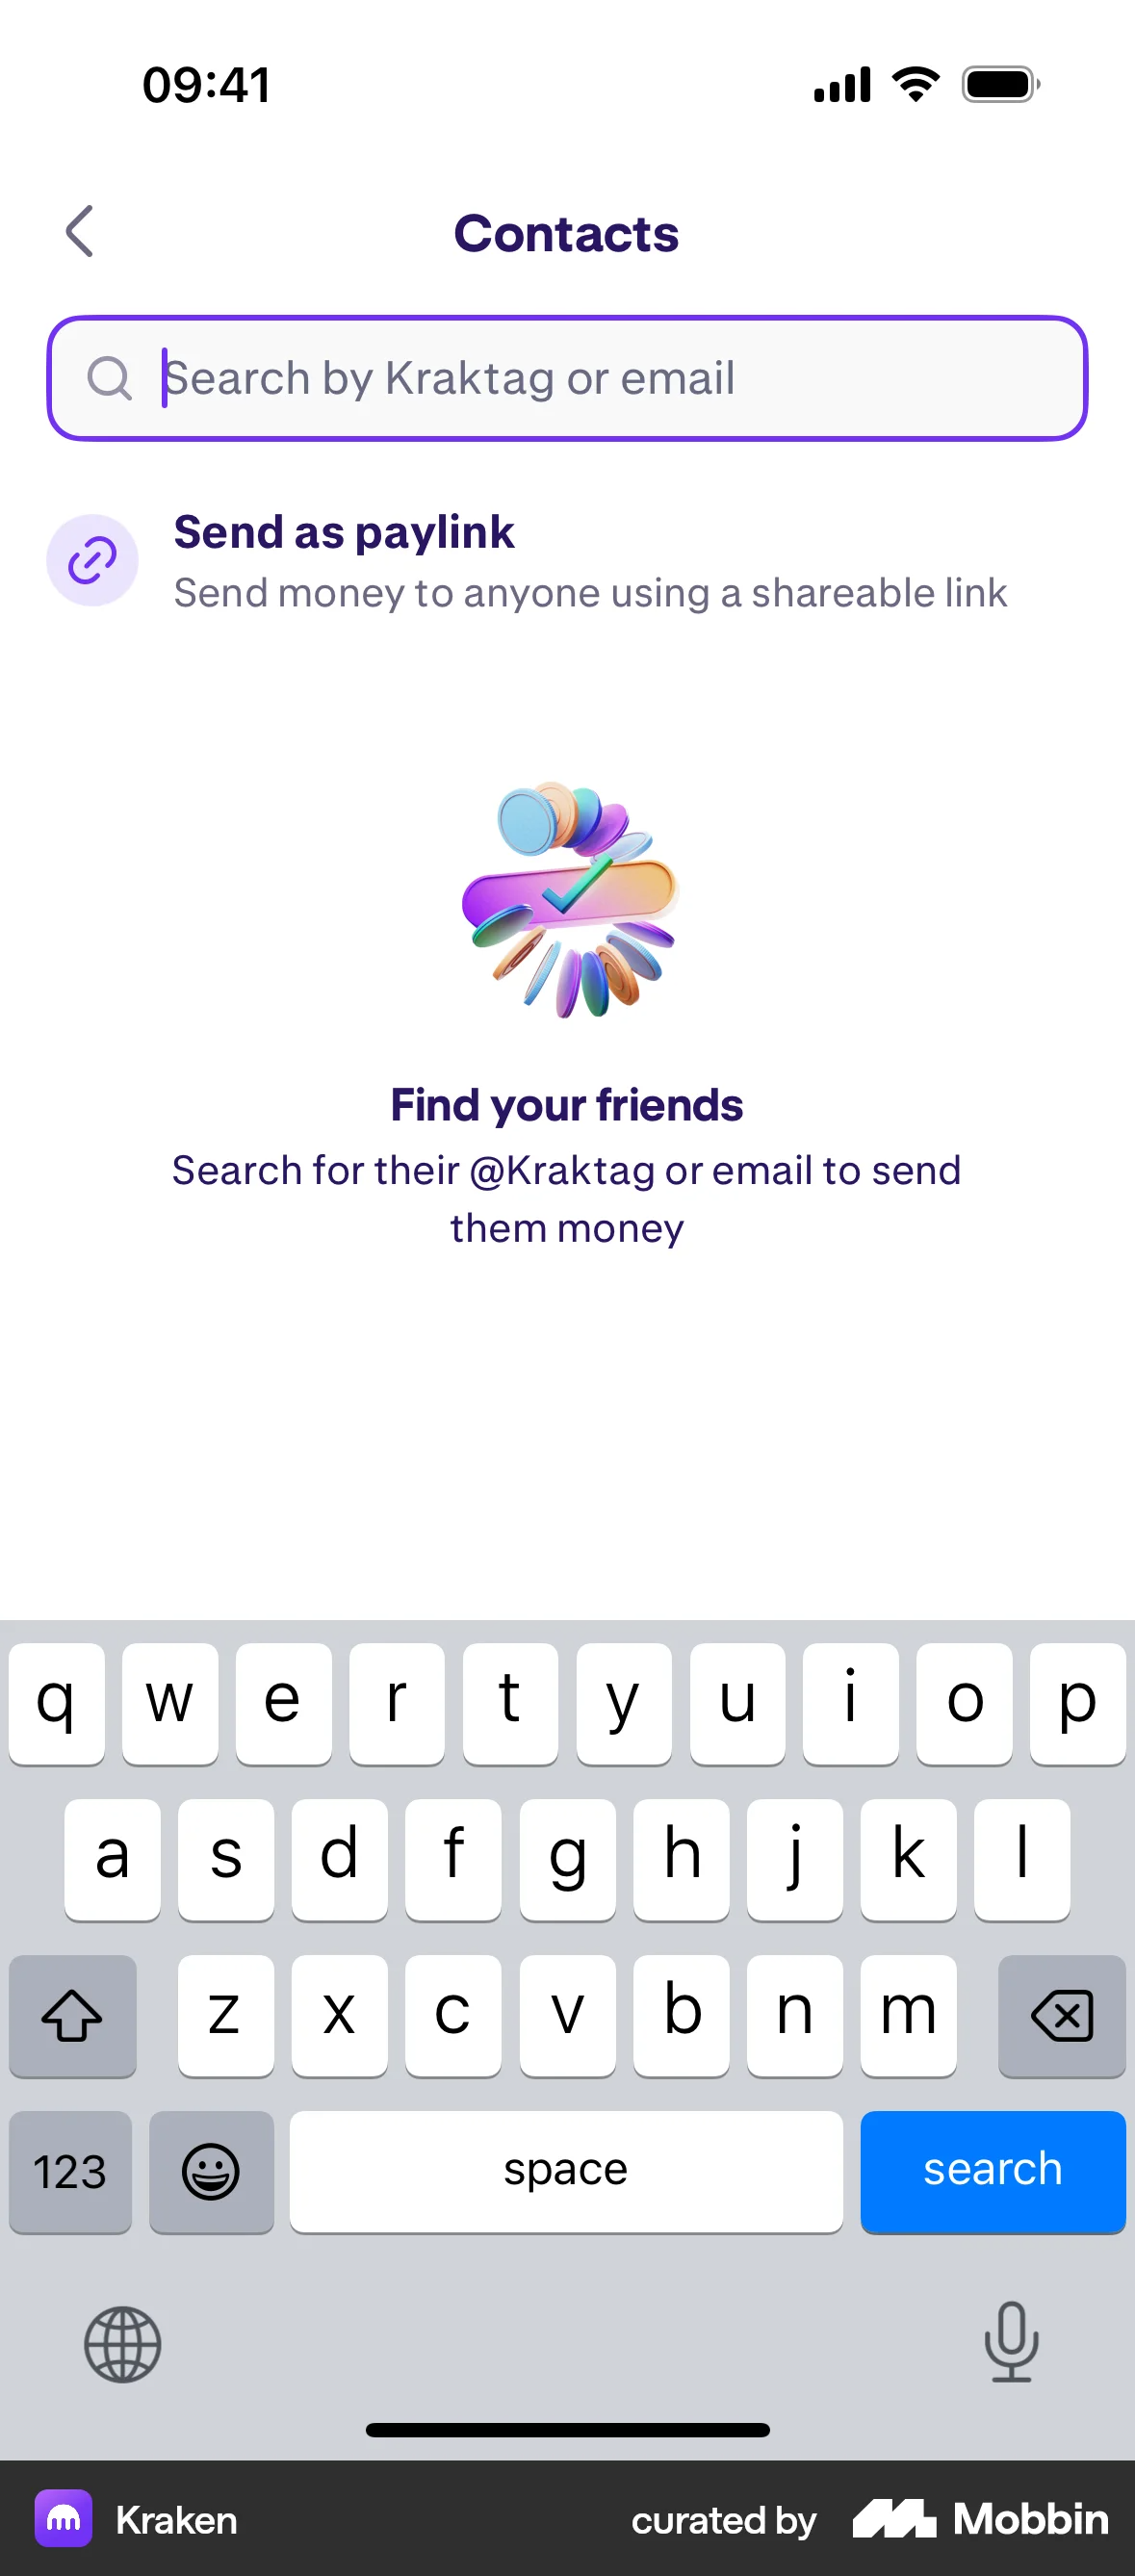 09:41
Contacts
Search by Kraktag or email
Send as paylink
Send money to anyone using a shareable link
Find your friends
Search for their @Kraktag or email to send
them money
q w e r t y u i o p
a s d f g h j k l
z x c v b n m
123 space search
Kraken curated by Mobbin